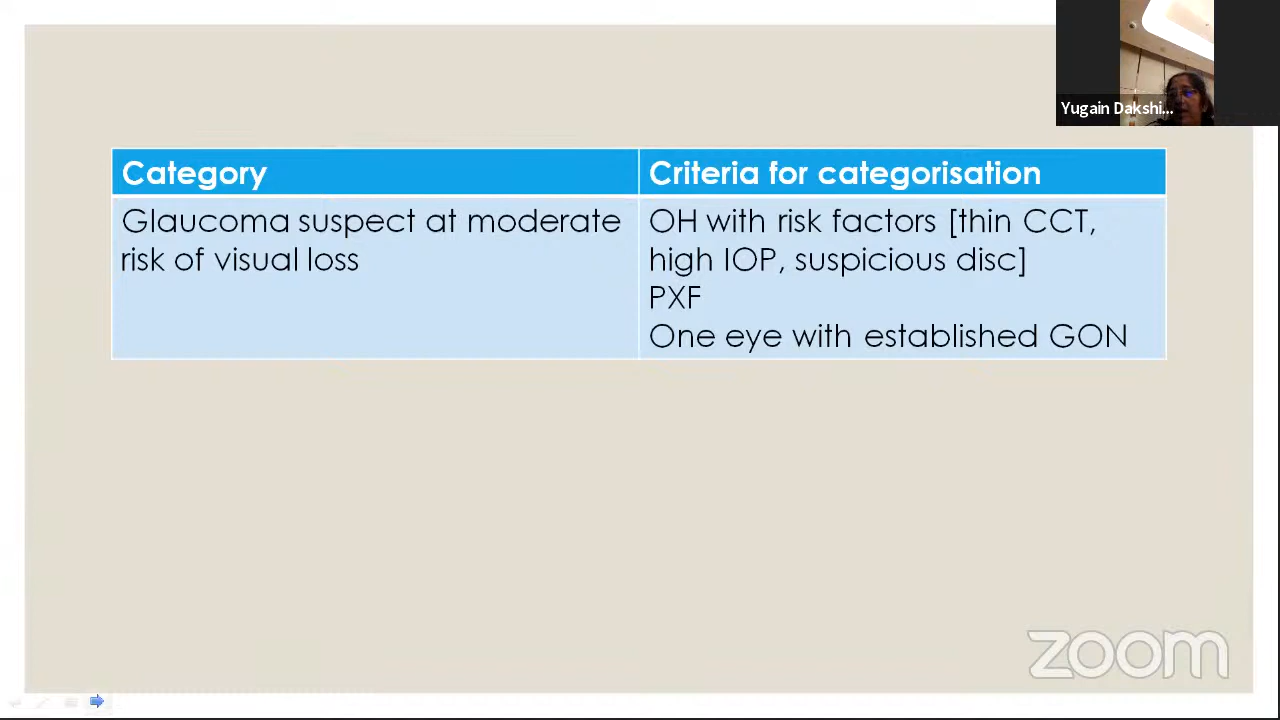 Yugain Dakshi...
Category
Criteria for categorisation
Glaucoma suspect at moderate
risk of visual loss
OH with risk factors [thin CCT,
high IOP, suspicious disc]
PXF
One eye with established GON
zoom